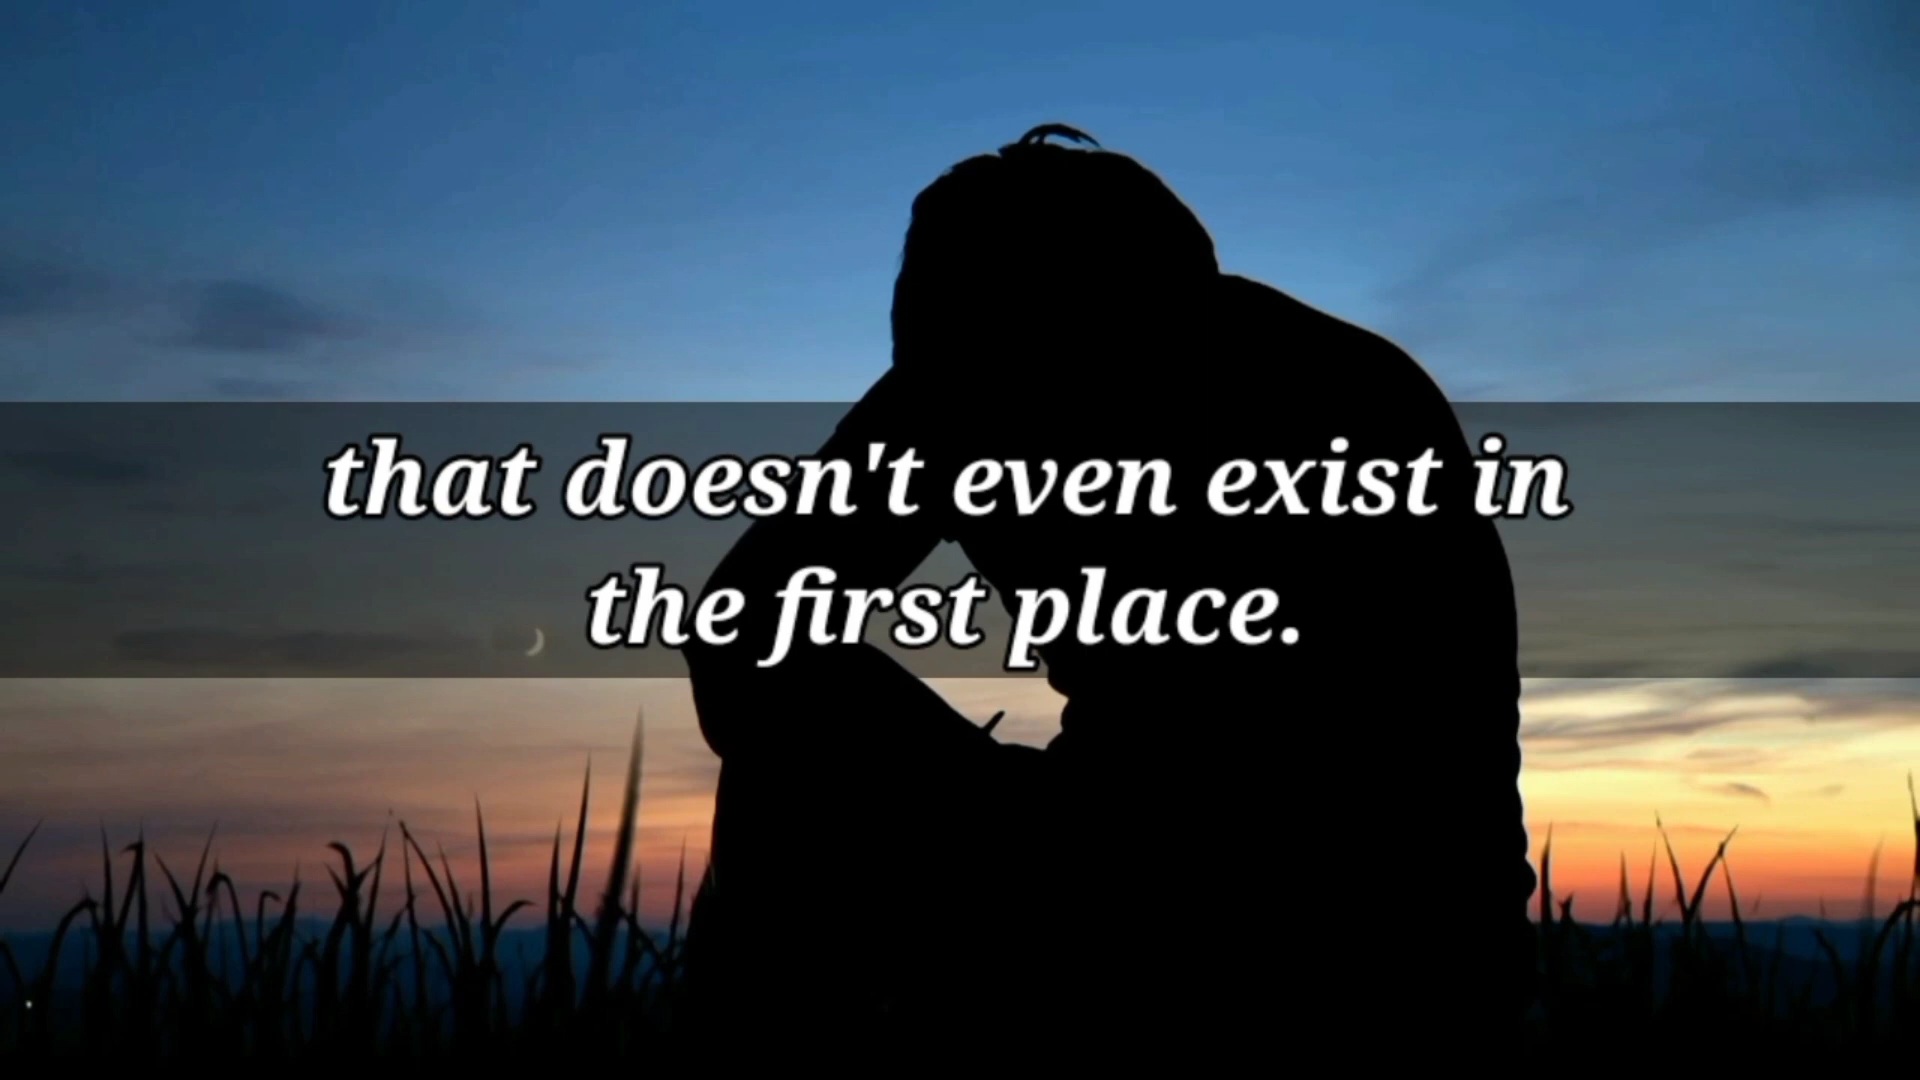 that doesn't even exist in
the first place.